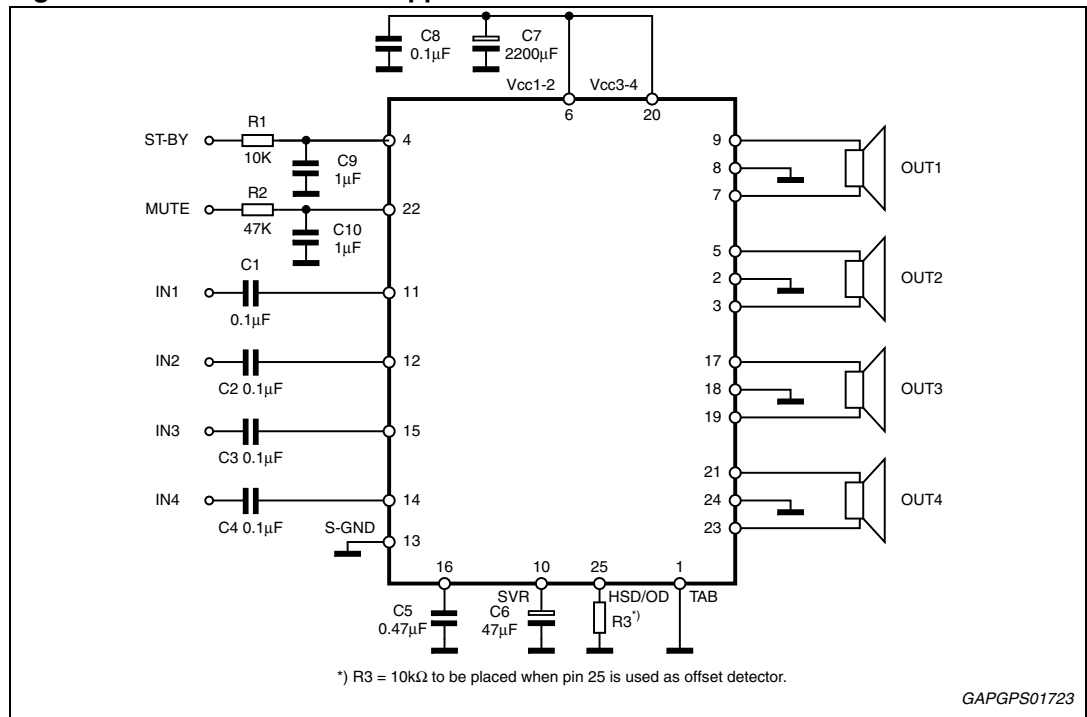 C8
0.1µF
C7
2200µF
Vcc1-2
Vcc3-4
6
20
ST-BY
R1
10K
C9
1µF
4
MUTE
R2
47K
C10
1µF
22
IN1
C1
0.1µF
11
IN2
C2 0.1µF
12
IN3
C3 0.1µF
15
IN4
C4 0.1µF
14
S-GND
13
9
8
7
OUT1
5
2
3
OUT2
17
18
19
OUT3
21
24
23
OUT4
16
10
25
1
SVR
HSD/OD
TAB
C5
0.47µF
C6
47µF
R3*)
*) R3 = 10kΩ to be placed when pin 25 is used as offset detector.
GAPGPS01723